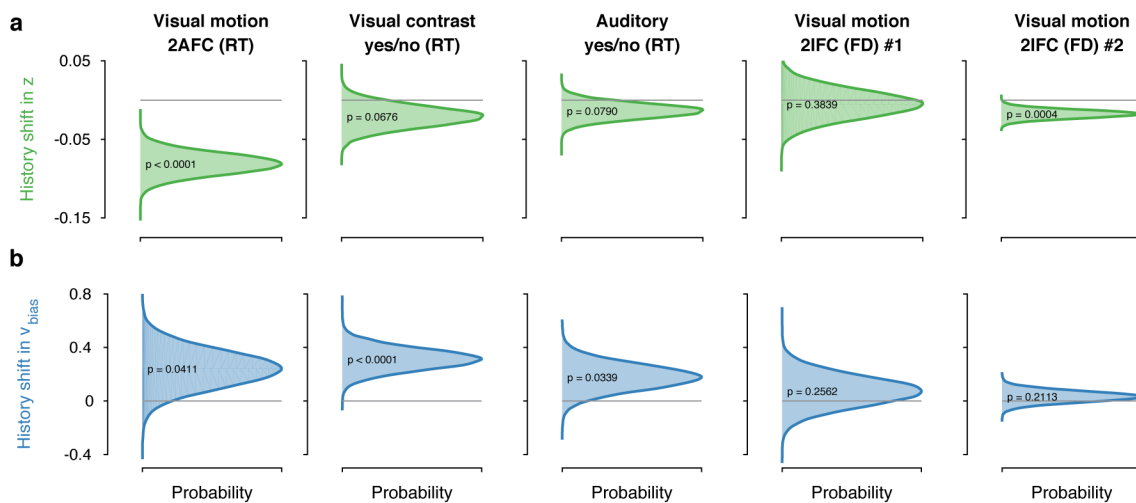 a
Visual motion
2AFC (RT)
Visual contrast
yes/no (RT)
Auditory
yes/no (RT)
Visual motion
2IFC (FD) #1
Visual motion
2IFC (FD) #2
History shift in z
0.05
-0.05
-0.15
p < 0.0001
p = 0.0676
p = 0.0790
p = 0.3839
p = 0.0004
b
History shift in v_bias
0.8
0.4
0
-0.4
p = 0.0411
p < 0.0001
p = 0.0339
p = 0.2562
p = 0.2113
Probability
Probability
Probability
Probability
Probability